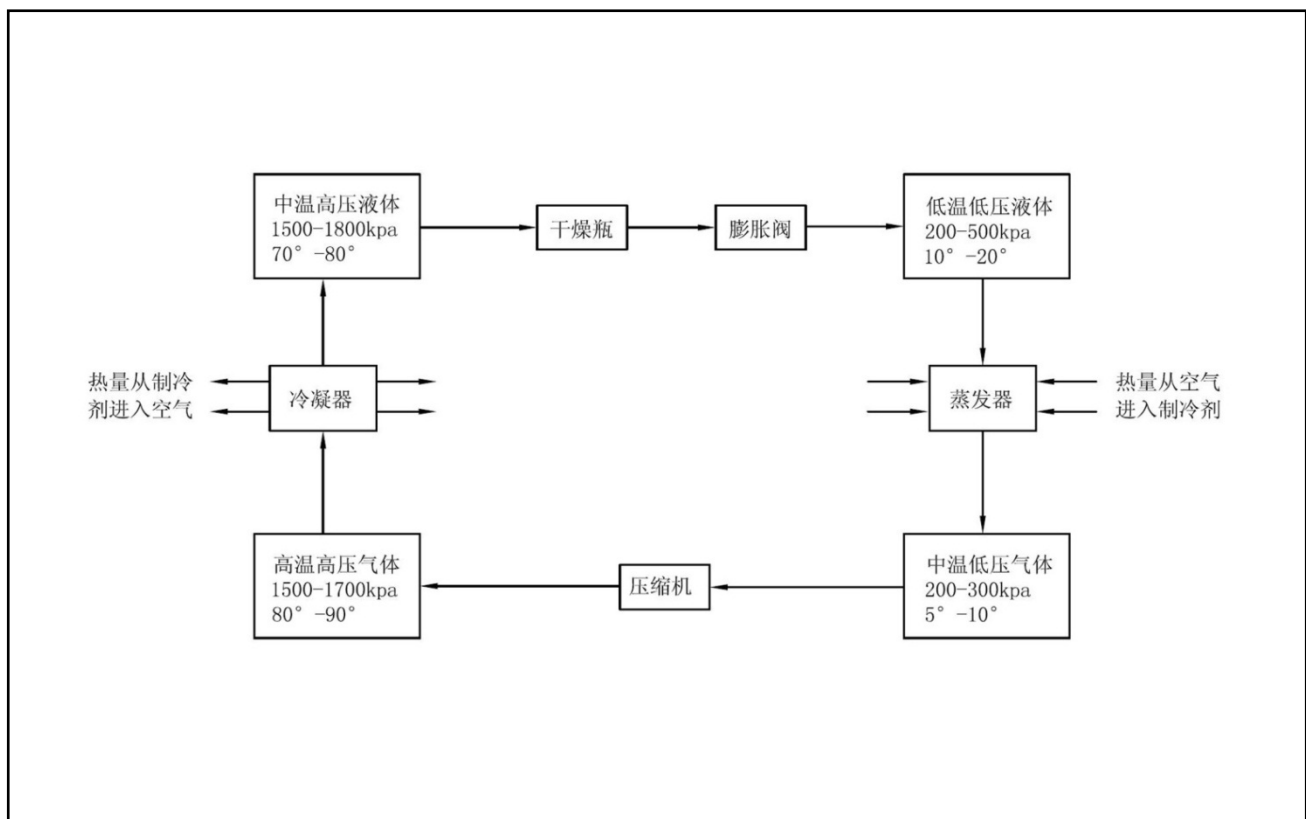 中温高压液体
1500-1800kpa
70° -80°
干燥瓶
膨胀阀
低温低压液体
200-500kpa
10° -20°
热量从制冷
剂进入空气
冷凝器
蒸发器
热量从空气
进入制冷剂
高温高压气体
1500-1700kpa
80° -90°
压缩机
中温低压气体
200-300kpa
5° -10°